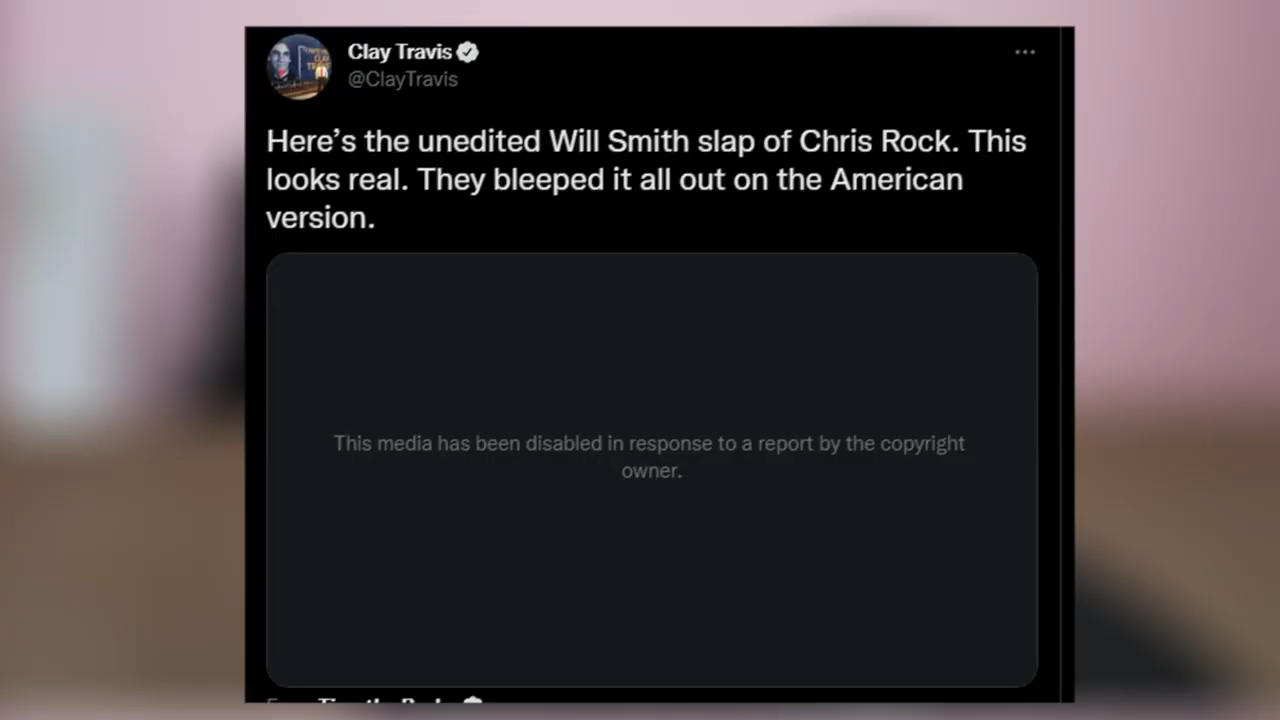 Clay Travis
@ClayTravis
Here's the unedited Will Smith slap of Chris Rock. This
looks real. They bleeped it all out on the American
version.
This media has been disabled in response to a report by the copyright
owner.